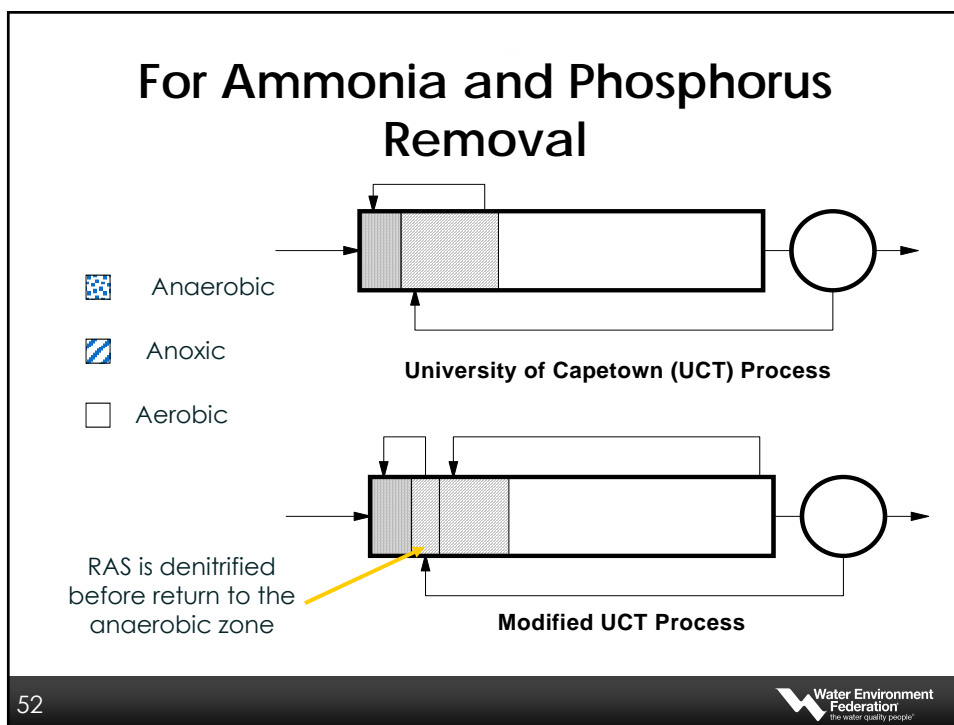 For Ammonia and Phosphorus
Removal
Anaerobic
Anoxic
Aerobic
University of Capetown (UCT) Process
RAS is denitrified
before return to the
anaerobic zone
Modified UCT Process
52
Water Environment
Federation®
the water quality people®